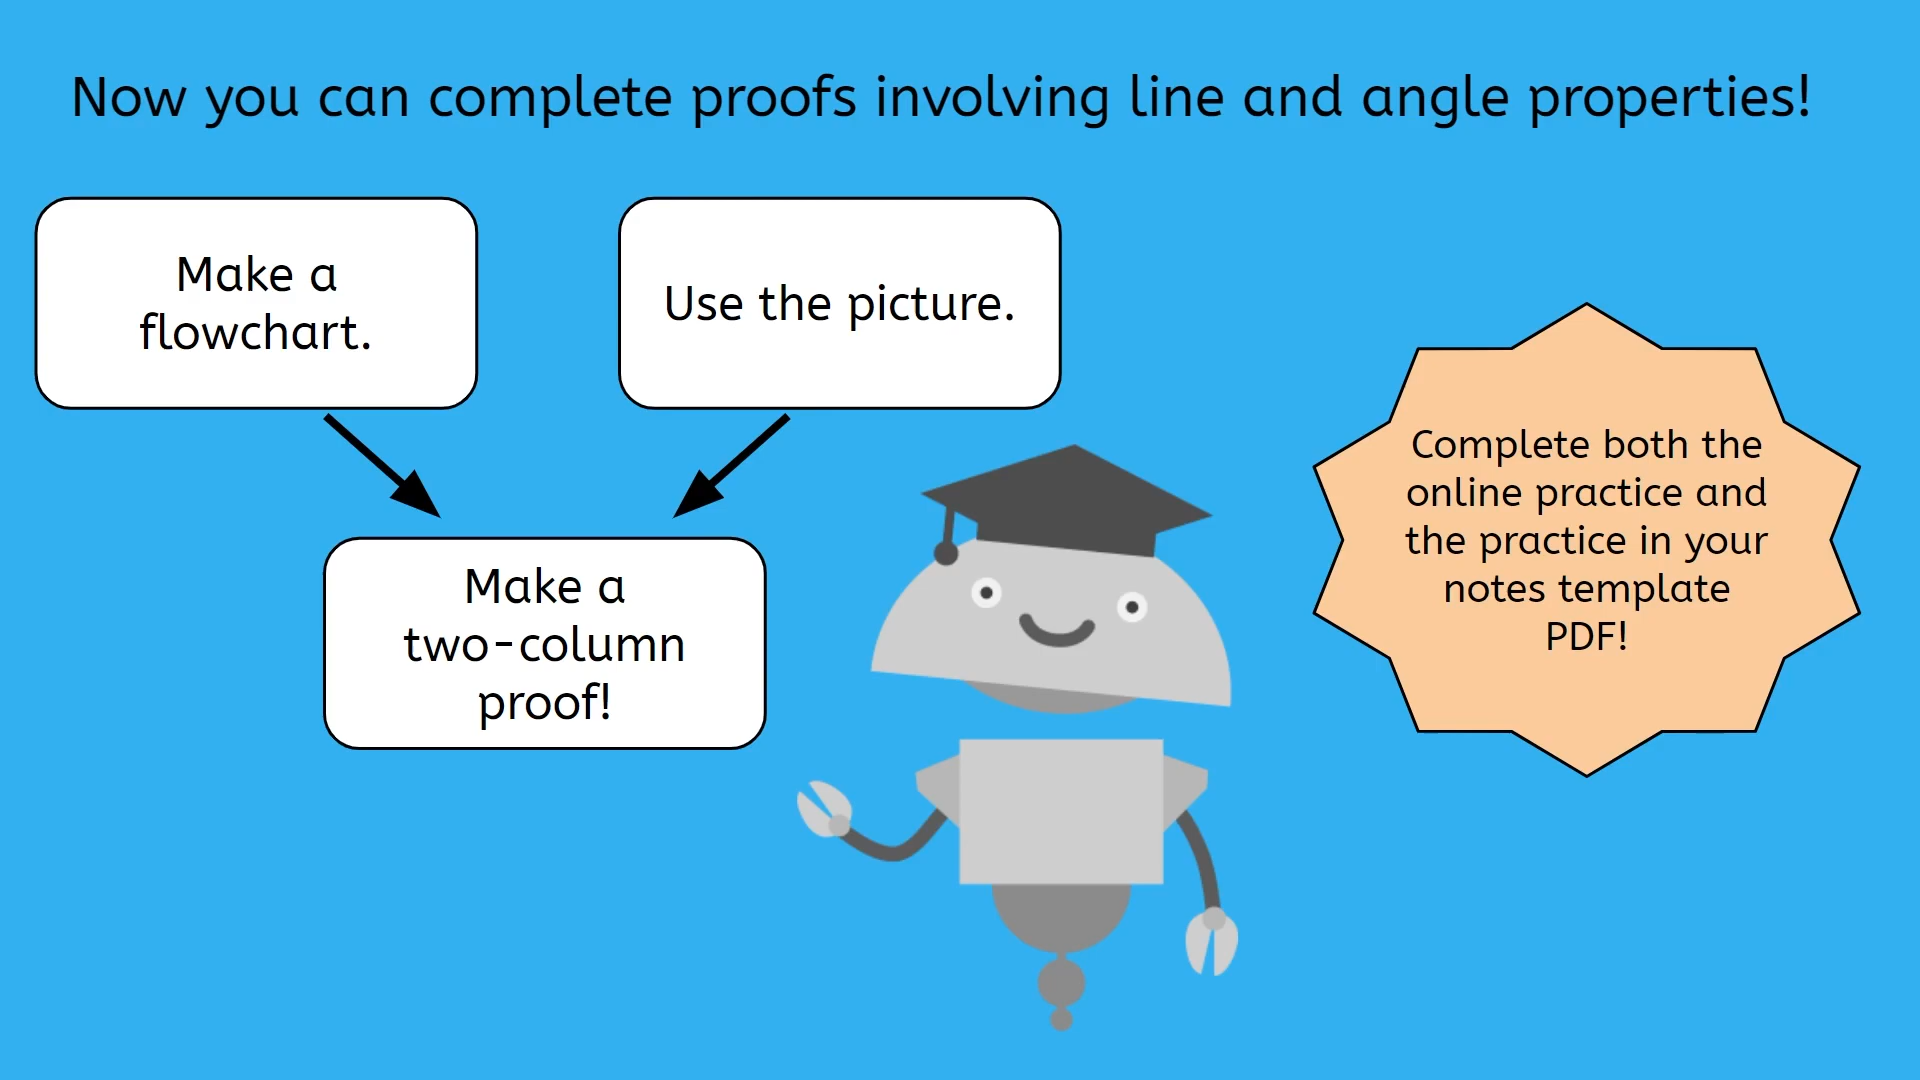 Now you can complete proofs involving line and angle properties!
Make a
flowchart.
Use the picture.
Make a
two-column
proof!
Complete both the
online practice and
the practice in your
notes template
PDF!